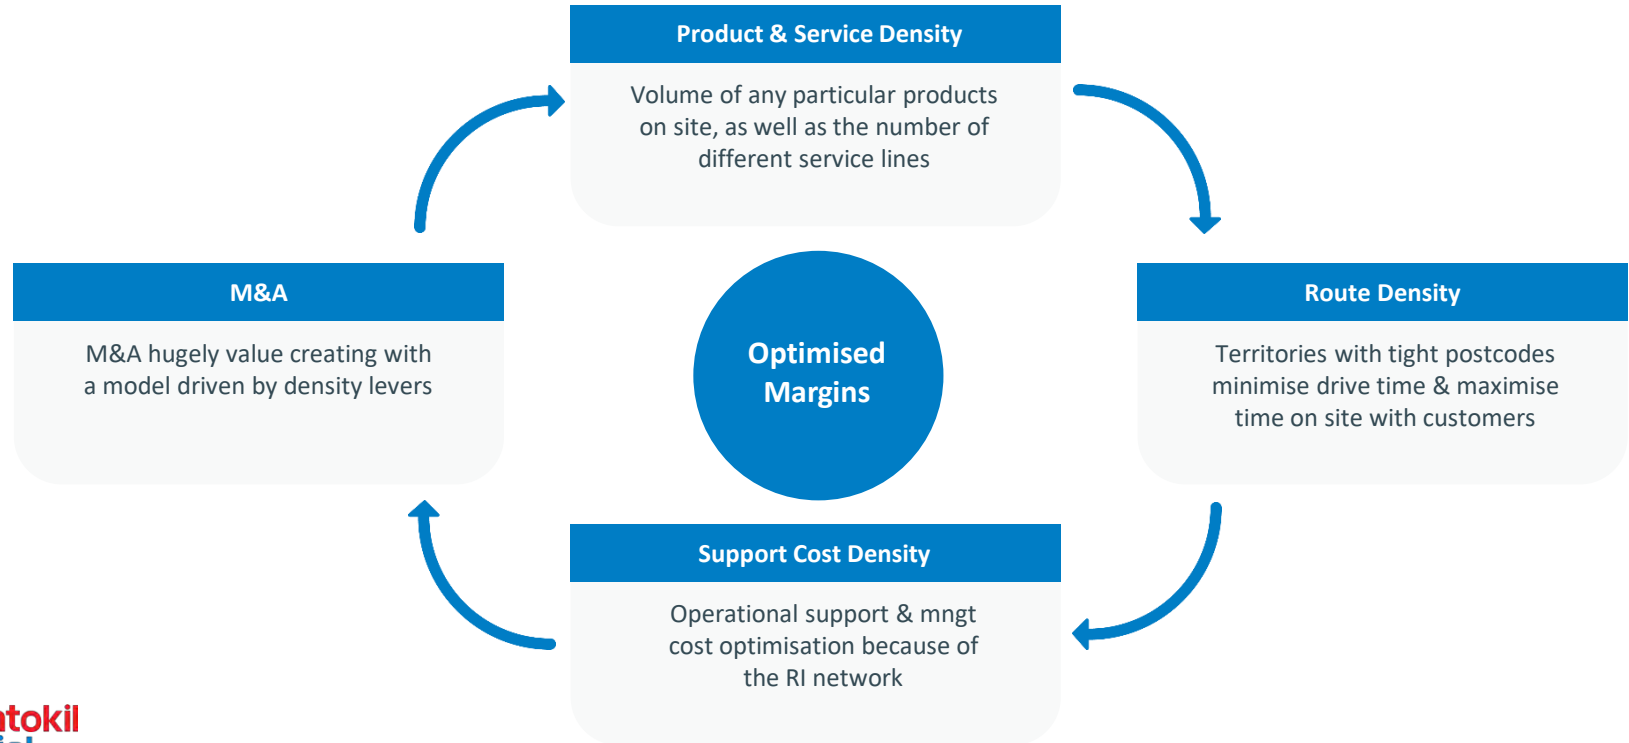 Product & Service Density
Volume of any particular products
on site, as well as the number of
different service lines
M&A
M&A hugely value creating with
a model driven by density levers
Optimised
Margins
Route Density
Territories with tight postcodes
minimise drive time & maximise
time on site with customers
Support Cost Density
Operational support & mngt
cost optimisation because of
the RI network